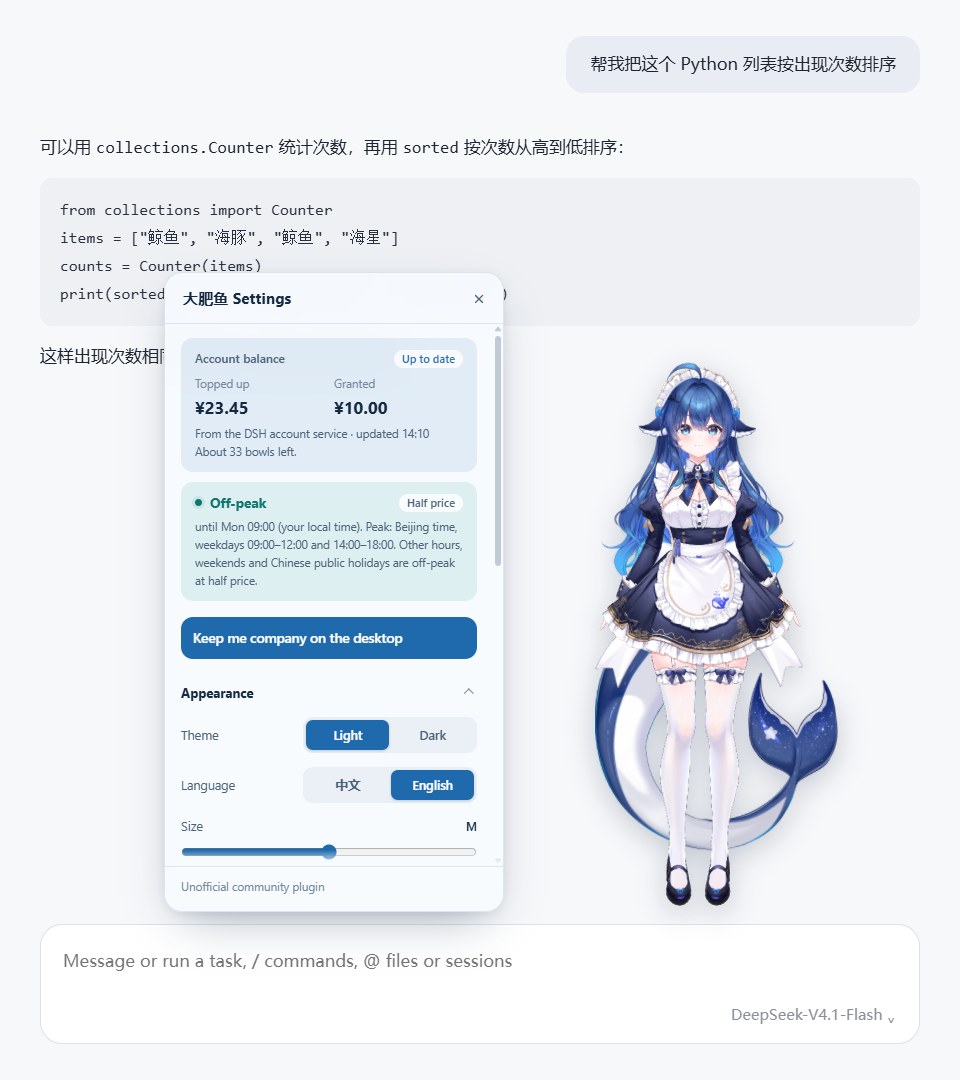 帮我把这个 Python 列表按出现次数排序
可以用 collections.Counter 统计次数，再用 sorted 按次数从高到低排序：
from collections import Counter
items = ["鲸鱼", "海豚", "鲸鱼", "海星"]
counts = Counter(items)
print(sorted
)
这样出现次数相
大肥鱼 Settings
×
Account balance
Up to date
Topped up
Granted
¥23.45
¥10.00
From the DSH account service · updated 14:10
About 33 bowls left.
Off-peak
Half price
until Mon 09:00 (your local time). Peak: Beijing time,
weekdays 09:00–12:00 and 14:00–18:00. Other hours,
weekends and Chinese public holidays are off-peak
at half price.
Keep me company on the desktop
Appearance
Theme
Light
Dark
Language
中文
English
Size
M
Unofficial community plugin
Message or run a task, / commands, @ files or sessions
DeepSeek-V4.1-Flash